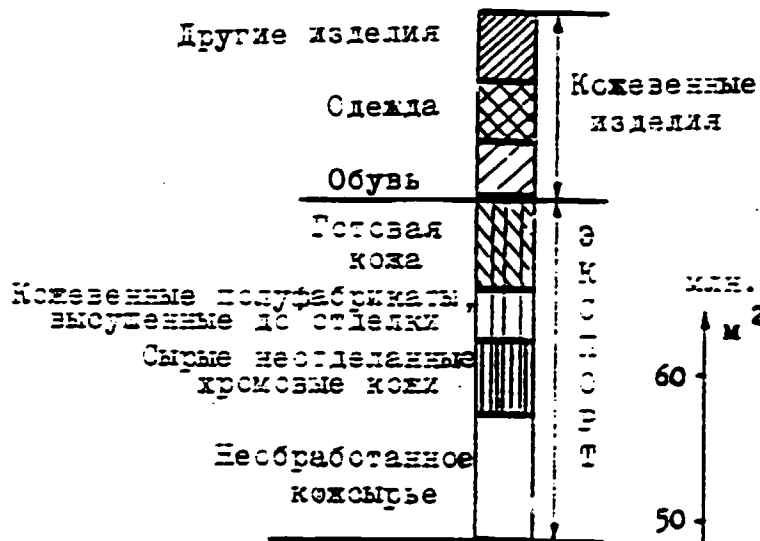 Другие изделия
Одежда
Обувь
Кожевенные
изделия
Готовая
кожа
Кожевенные полуфабрикаты,
высушенные до отделки
Сырые неотделанные
хромовые кожи
Необработанное
кожсырье
экспорт
млн.
м²
60
50